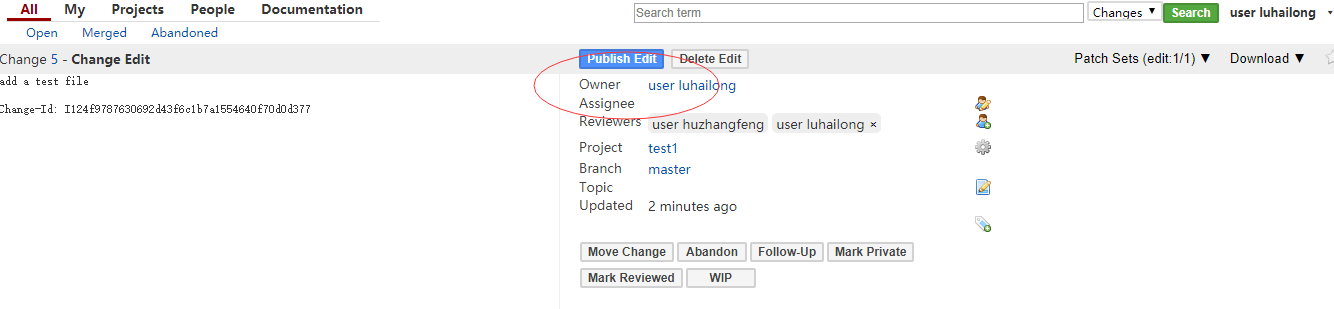 All My Projects People Documentation
Search term Changes ▼ Search user luhailong ▼
Open Merged Abandoned
Change 5 - Change Edit Publish Edit Delete Edit Patch Sets (edit:1/1) ▼ Download ▼
add a test file
Change-Id: I124f9787630692d43f6c1b7a1554640f70d0d377
Owner user luhailong
Assignee
Reviewers user huzhangfeng user luhailong ×
Project test1
Branch master
Topic
Updated 2 minutes ago
Move Change Abandon Follow-Up Mark Private
Mark Reviewed WIP